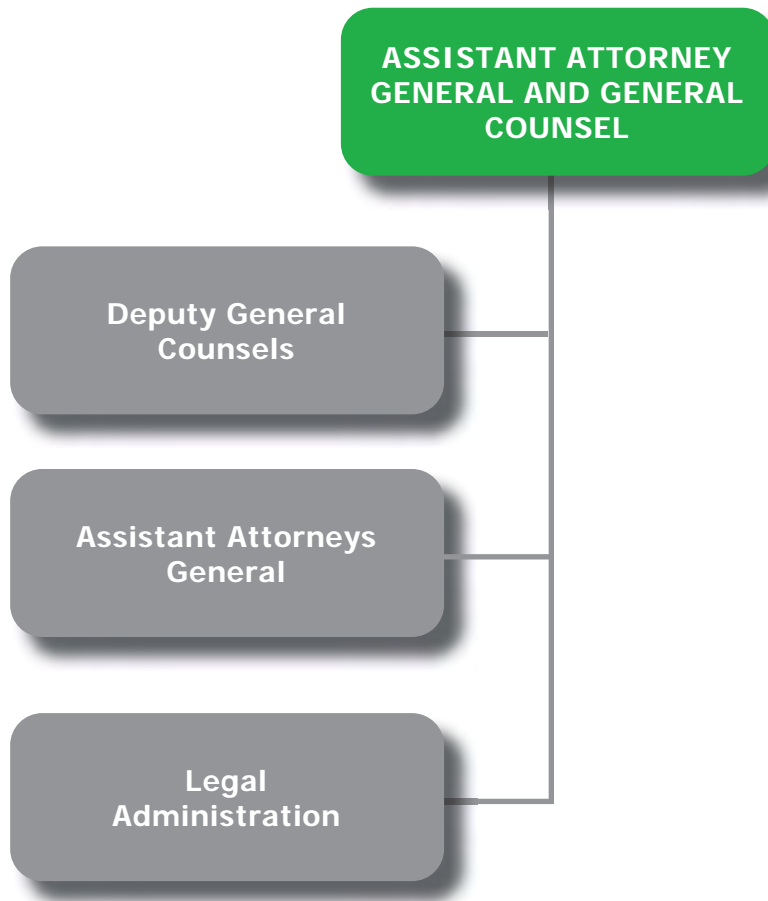 ASSISTANT ATTORNEY
GENERAL AND GENERAL
COUNSEL
Deputy General
Counsels
Assistant Attorneys
General
Legal
Administration